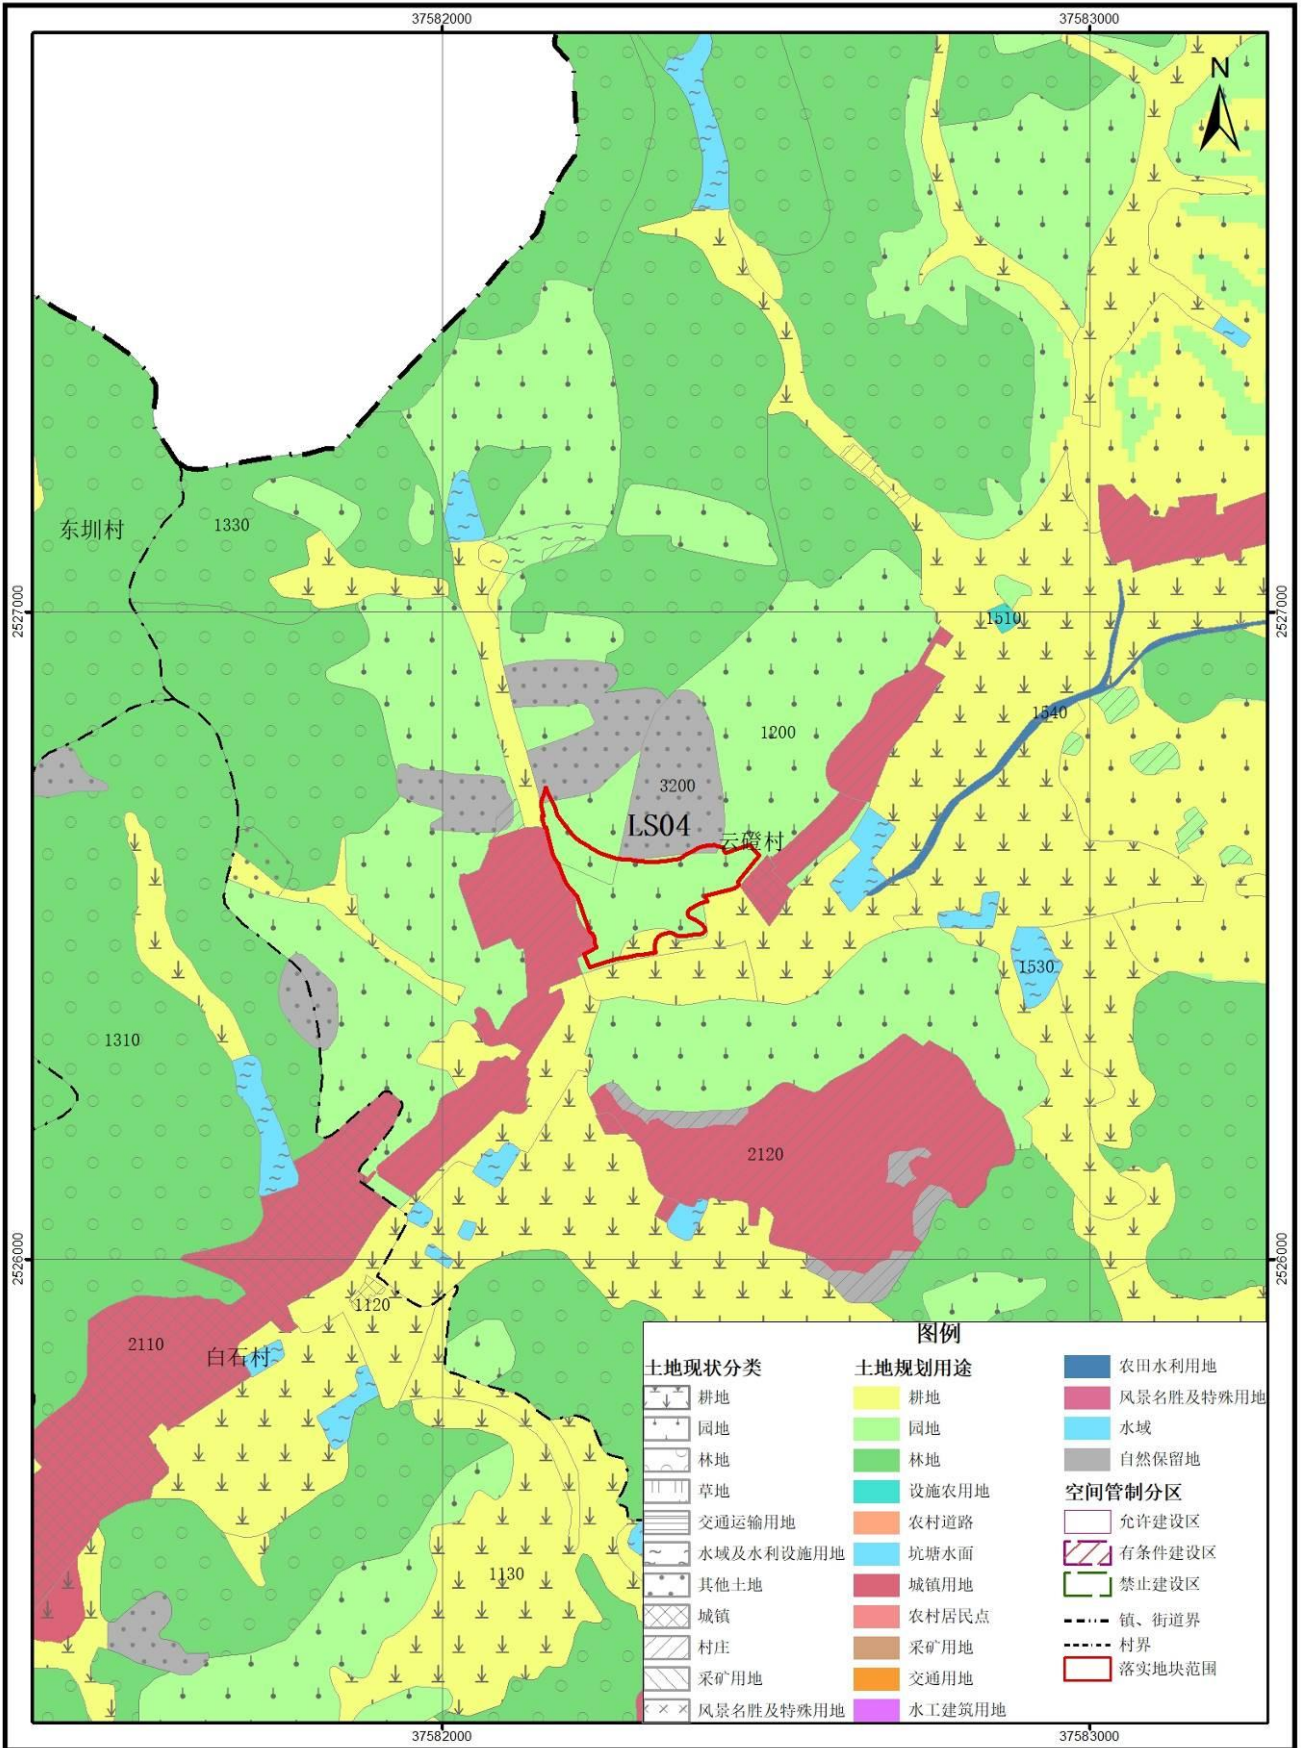 37582000
37583000
N
东圳村
1330
2527000
2527000
1510
1540
1200
3200
LS04
云磴村
1530
1310
2120
2526000
2526000
1120
2110
白石村
1130
图例
土地现状分类
耕地
园地
林地
草地
交通运输用地
水域及水利设施用地
其他土地
城镇
村庄
采矿用地
风景名胜及特殊用地
土地规划用途
耕地
园地
林地
设施农用地
农村道路
坑塘水面
城镇用地
农村居民点
采矿用地
交通用地
水工建筑用地
农田水利用地
风景名胜及特殊用地
水域
自然保留地
空间管制分区
允许建设区
有条件建设区
禁止建设区
镇、街道界
村界
落实地块范围
37582000
37583000